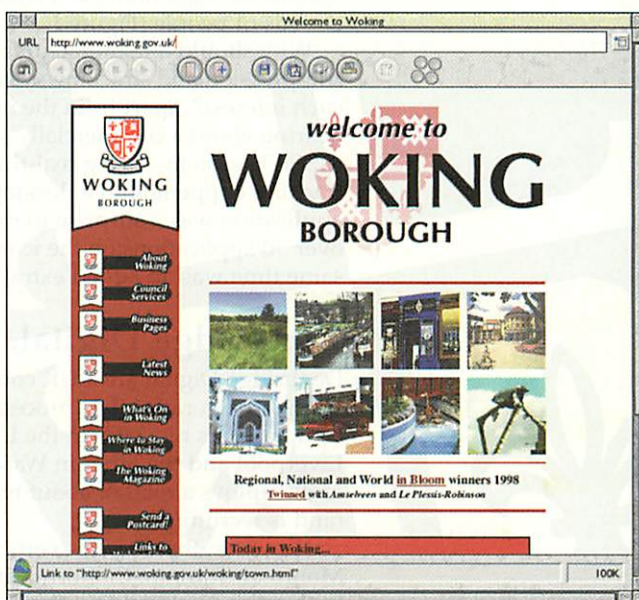 Welcome to Woking
URL http://www.woking.gov.uk/
WOKING
BOROUGH
About
Woking
Council
Services
Business
Pages
Latest
News
What's On
in Woking
Where to Stay
in Woking
The Woking
Magazine
Send a
Postcard!
Links to
welcome to
WOKING
BOROUGH
Regional, National and World in Bloom winners 1998
Twinned with Amselveen and Le Plessis-Robinson
Today in Woking...
Link to "http://www.woking.gov.uk/woking/town.html"
100K